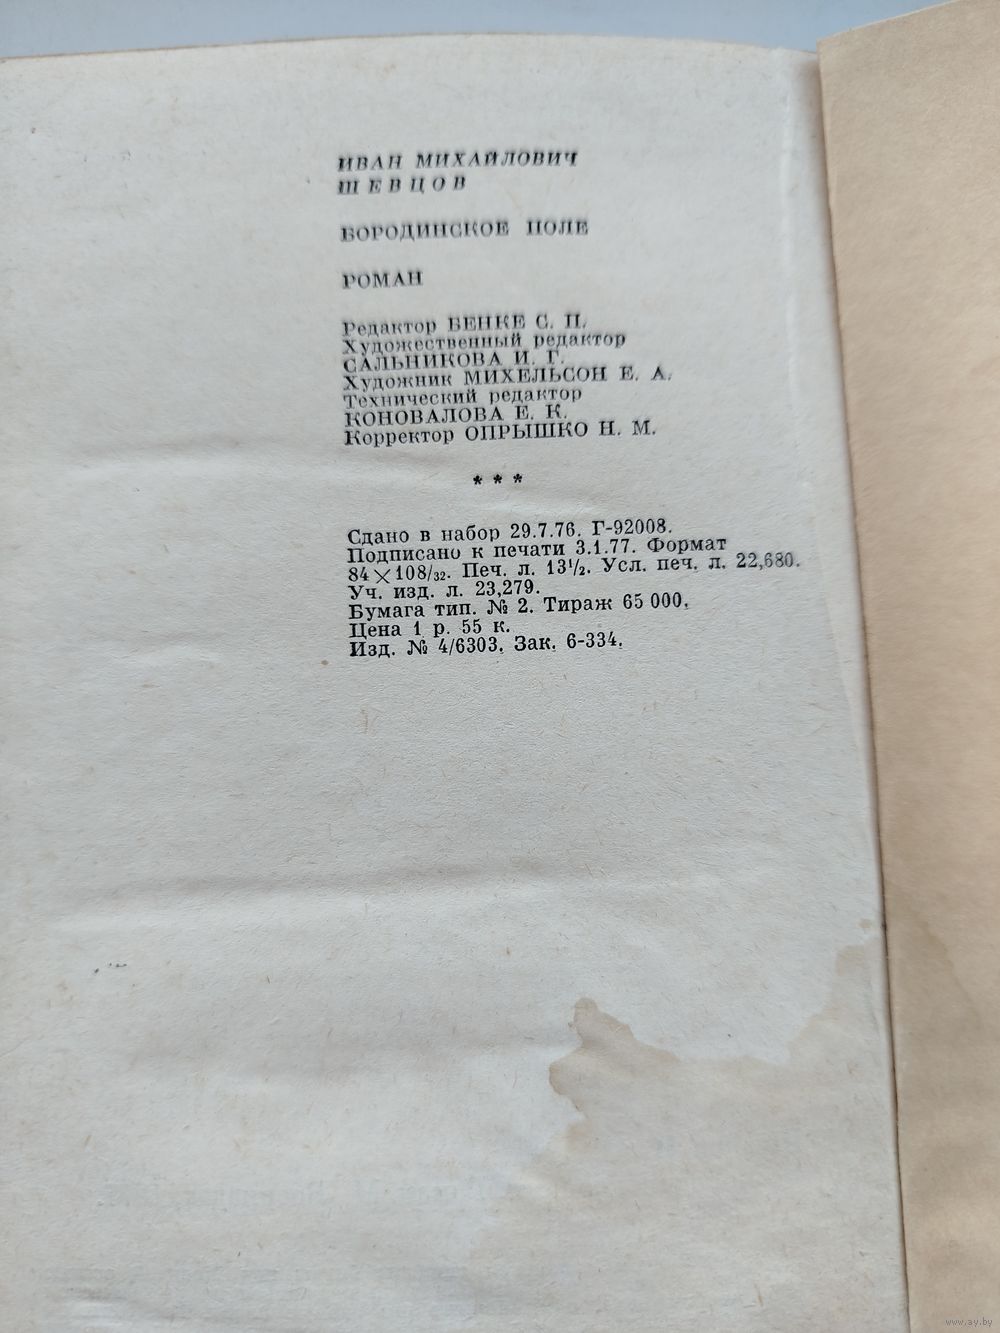 ИВАН МИХАЙЛОВИЧ
ШЕВЦОВ
БОРОДИНСКОЕ ПОЛЕ
РОМАН
Редактор БЕНКЕ С. П.
Художественный редактор
САЛЬНИКОВА И. Г.
Художник МИХЕЛЬСОН Е. А.
Технический редактор
КОНОВАЛОВА Е. К.
Корректор ОПРЫШКО Н. М.
* * *
Сдано в набор 29.7.76. Г-92008.
Подписано к печати 3.1.77. Формат
84×108/32. Печ. л. 13½. Усл. печ. л. 22,680.
Уч. изд. л. 23,279.
Бумага тип. № 2. Тираж 65 000.
Цена 1 р. 55 к.
Изд. № 4/6303. Зак. 6-334.
www.ay.by